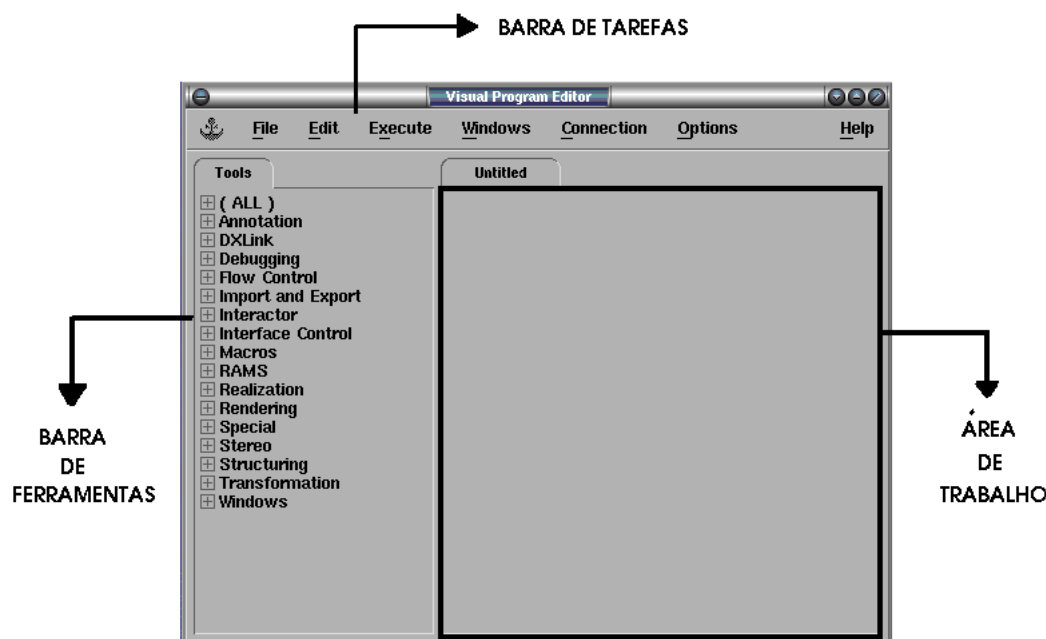 BARRA DE TAREFAS
Visual Program Editor
File Edit Execute Windows Connection Options Help
Tools
Untitled
( ALL )
Annotation
DXLink
Debugging
Flow Control
Import and Export
Interactor
Interface Control
Macros
RAMS
Realization
Rendering
Special
Stereo
Structuring
Transformation
Windows
BARRA
DE
FERRAMENTAS
ÁREA
DE
TRABALHO